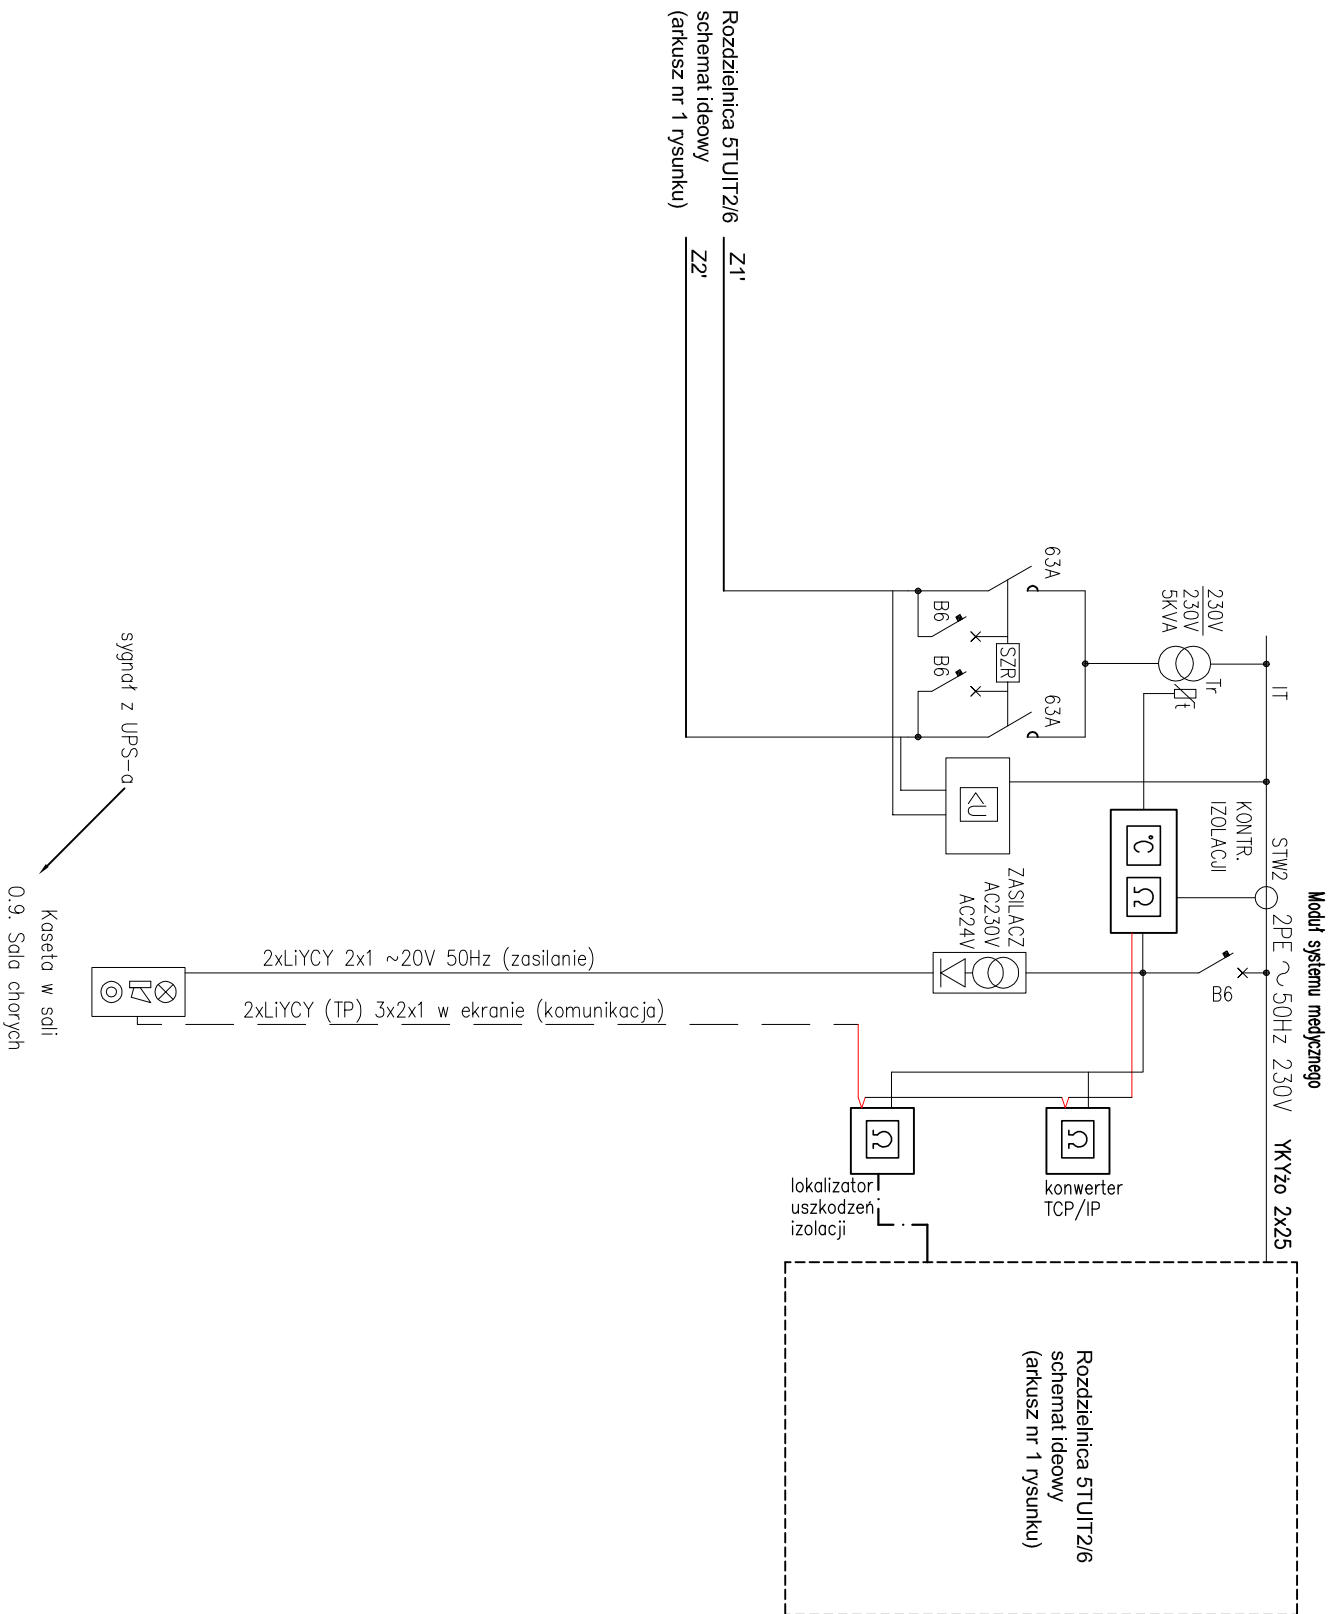 Moduł systemu medycznego
IT
STW2
2PE ~ 50Hz 230V
YKYżo 2x25
230V
230V
5KVA
Tr
t
KONTR.
IZOLACJI
°C
Ω
B6
63A
63A
SZR
B6
B6
<U
ZASILACZ
AC230V
AC24V
Ω
konwerter
TCP/IP
Ω
lokalizator
uszkodzeń
izolacji
Rozdzielnica 5TUIT2/6
schemat ideowy
(arkusz nr 1 rysunku)
Z1'
Z2'
Rozdzielnica 5TUIT2/6
schemat ideowy
(arkusz nr 1 rysunku)
2xLiYCY 2x1 ~20V 50Hz (zasilanie)
2xLiYCY (TP) 3x2x1 w ekranie (komunikacja)
sygnał z UPS-a
Kaseta w sali
0.9. Sala chorych